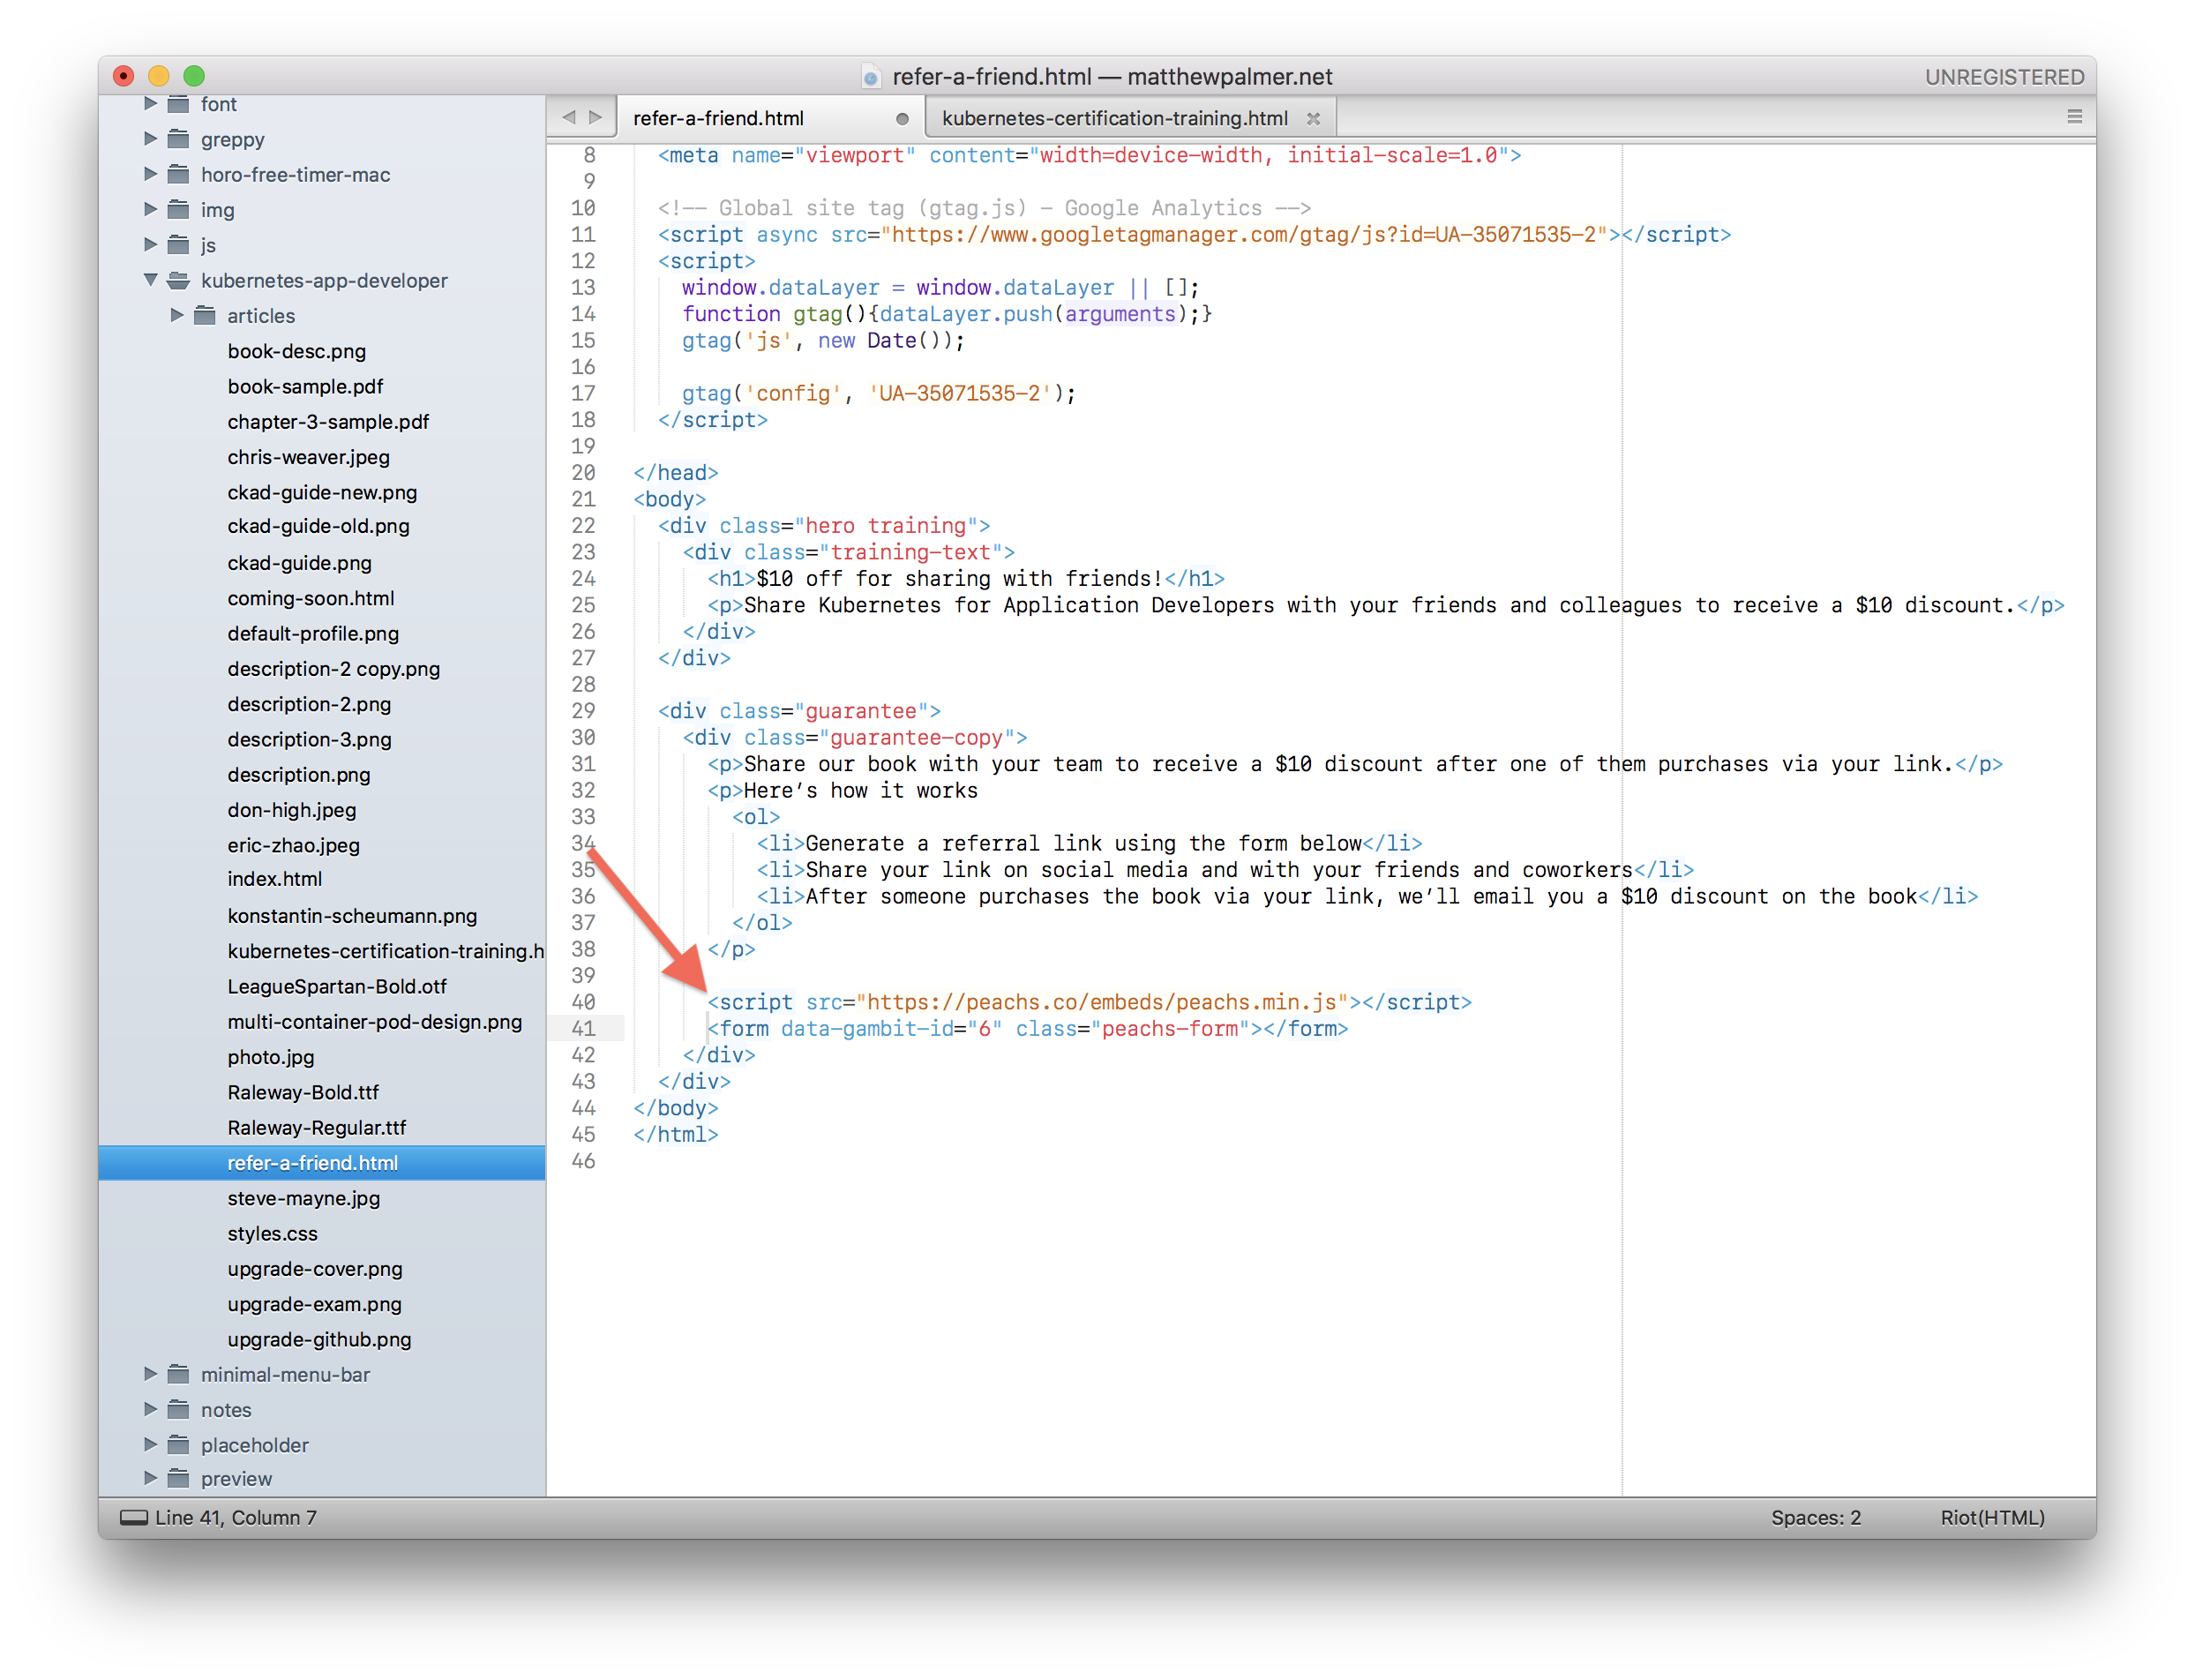 refer-a-friend.html — matthewpalmer.net
UNREGISTERED
font
greppy
horo-free-timer-mac
img
js
kubernetes-app-developer
articles
book-desc.png
book-sample.pdf
chapter-3-sample.pdf
chris-weaver.jpeg
ckad-guide-new.png
ckad-guide-old.png
ckad-guide.png
coming-soon.html
default-profile.png
description-2 copy.png
description-2.png
description-3.png
description.png
don-high.jpeg
eric-zhao.jpeg
index.html
konstantin-scheumann.png
kubernetes-certification-training.h
LeagueSpartan-Bold.otf
multi-container-pod-design.png
photo.jpg
Raleway-Bold.ttf
Raleway-Regular.ttf
refer-a-friend.html
steve-mayne.jpg
styles.css
upgrade-cover.png
upgrade-exam.png
upgrade-github.png
minimal-menu-bar
notes
placeholder
preview
refer-a-friend.html
kubernetes-certification-training.html
8 <meta name="viewport" content="width=device-width, initial-scale=1.0">
9
10 <!-- Global site tag (gtag.js) - Google Analytics -->
11 <script async src="https://www.googletagmanager.com/gtag/js?id=UA-35071535-2"></script>
12 <script>
13 window.dataLayer = window.dataLayer || [];
14 function gtag(){dataLayer.push(arguments);}
15 gtag('js', new Date());
16
17 gtag('config', 'UA-35071535-2');
18 </script>
19
20 </head>
21 <body>
22 <div class="hero training">
23 <div class="training-text">
24 <h1>$10 off for sharing with friends!</h1>
25 <p>Share Kubernetes for Application Developers with your friends and colleagues to receive a $10 discount.</p>
26 </div>
27 </div>
28
29 <div class="guarantee">
30 <div class="guarantee-copy">
31 <p>Share our book with your team to receive a $10 discount after one of them purchases via your link.</p>
32 <p>Here’s how it works
33 <ol>
34 <li>Generate a referral link using the form below</li>
35 <li>Share your link on social media and with your friends and coworkers</li>
36 <li>After someone purchases the book via your link, we’ll email you a $10 discount on the book</li>
37 </ol>
38 </p>
39
40 <script src="https://peachs.co/embeds/peachs.min.js"></script>
41 <form data-gambit-id="6" class="peachs-form"></form>
42 </div>
43 </div>
44 </body>
45 </html>
46
Line 41, Column 7
Spaces: 2
Riot(HTML)